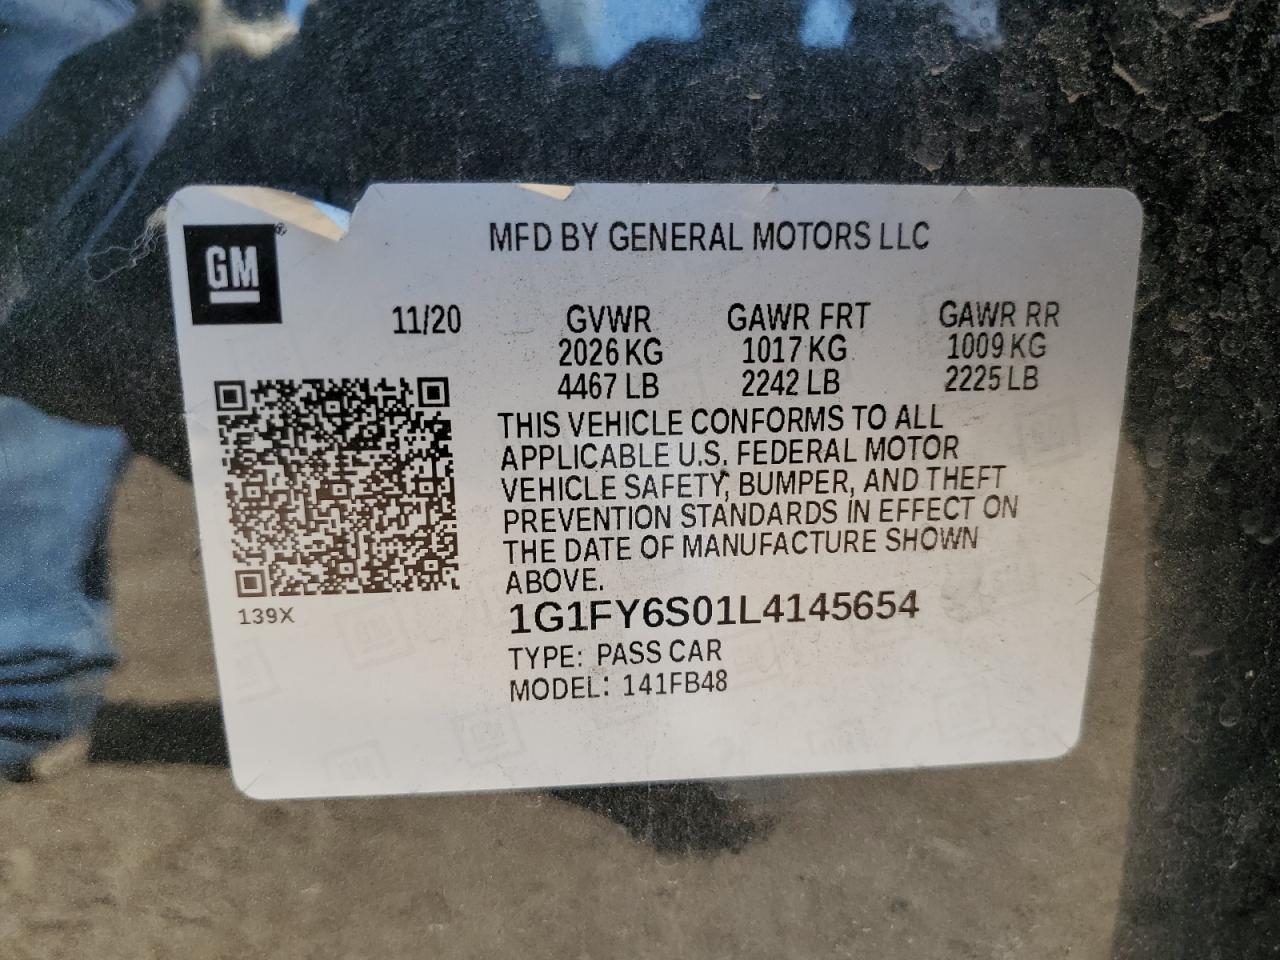 GM®
MFD BY GENERAL MOTORS LLC
11/20 GVWR GAWR FRT GAWR RR
2026 KG 1017 KG 1009 KG
4467 LB 2242 LB 2225 LB
THIS VEHICLE CONFORMS TO ALL
APPLICABLE U.S. FEDERAL MOTOR
VEHICLE SAFETY, BUMPER, AND THEFT
PREVENTION STANDARDS IN EFFECT ON
THE DATE OF MANUFACTURE SHOWN
ABOVE.
139X
1G1FY6S01L4145654
TYPE: PASS CAR
MODEL: 141FB48